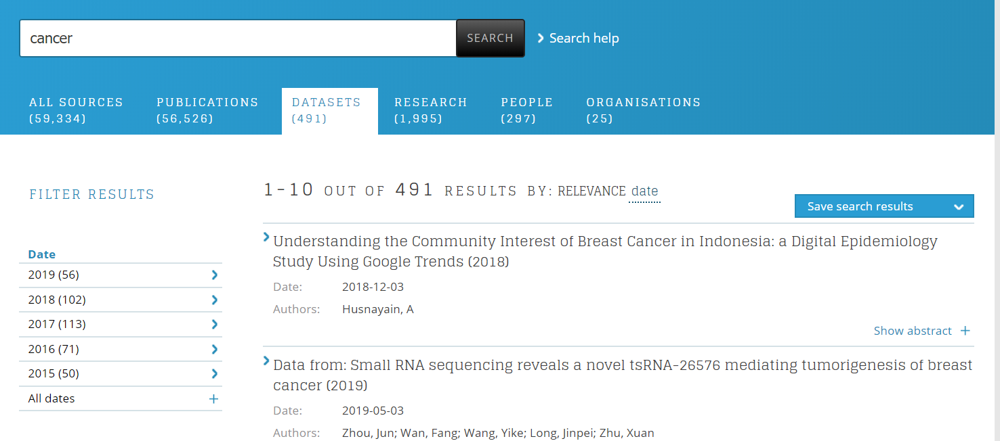 cancer
SEARCH
Search help
ALL SOURCES
(59,334)
PUBLICATIONS
(56,526)
DATASETS
(491)
RESEARCH
(1,995)
PEOPLE
(297)
ORGANISATIONS
(25)
FILTER RESULTS
Date
2019 (56)
2018 (102)
2017 (113)
2016 (71)
2015 (50)
All dates
1-10 OUT OF 491 RESULTS BY: RELEVANCE date
Save search results
Understanding the Community Interest of Breast Cancer in Indonesia: a Digital Epidemiology
Study Using Google Trends (2018)
Date: 2018-12-03
Authors: Husnayain, A
Show abstract
Data from: Small RNA sequencing reveals a novel tsRNA-26576 mediating tumorigenesis of breast
cancer (2019)
Date: 2019-05-03
Authors: Zhou, Jun; Wan, Fang; Wang, Yike; Long, Jinpei; Zhu, Xuan